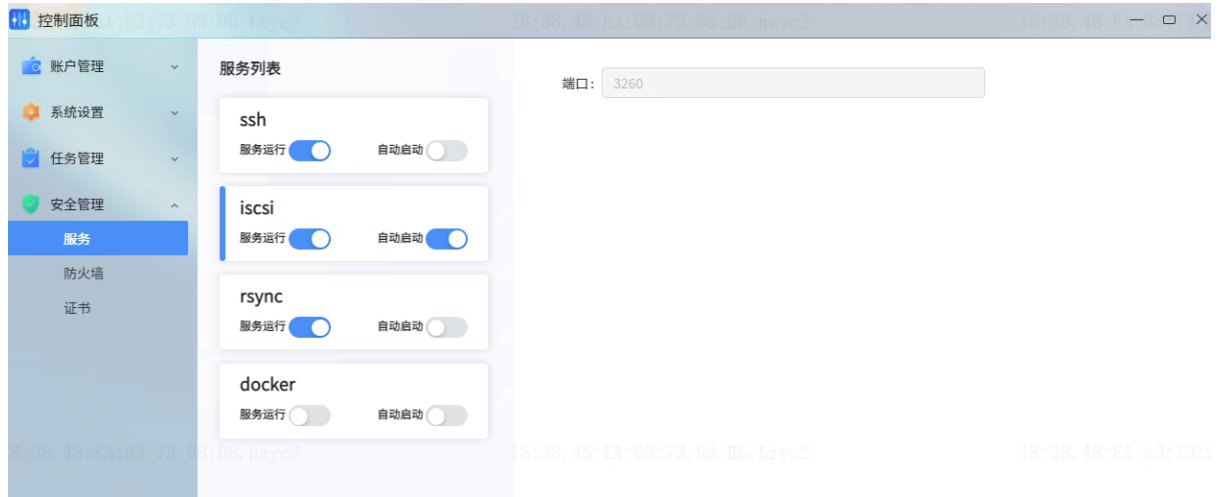 控制面板
账户管理
系统设置
任务管理
安全管理
服务
防火墙
证书
服务列表
ssh
服务运行 自动启动
iscsi
服务运行 自动启动
rsync
服务运行 自动启动
docker
服务运行 自动启动
端口: 3260
18:38, 48:EA:63:73:98:BE, hzyc2